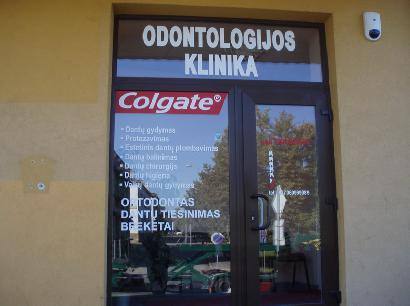 ODONTOLOGIJOS
KLINIKA
Colgate®
• Dantų gydymas
• Protezavimas
• Estetinis dantų plombavimas
• Dantų balinimas
• Dantų chirurgija
• Dantų higiena
• Vaikų dantų gydymas
ORTODONTAS
DANTŲ TIESINIMAS
BREKETAI